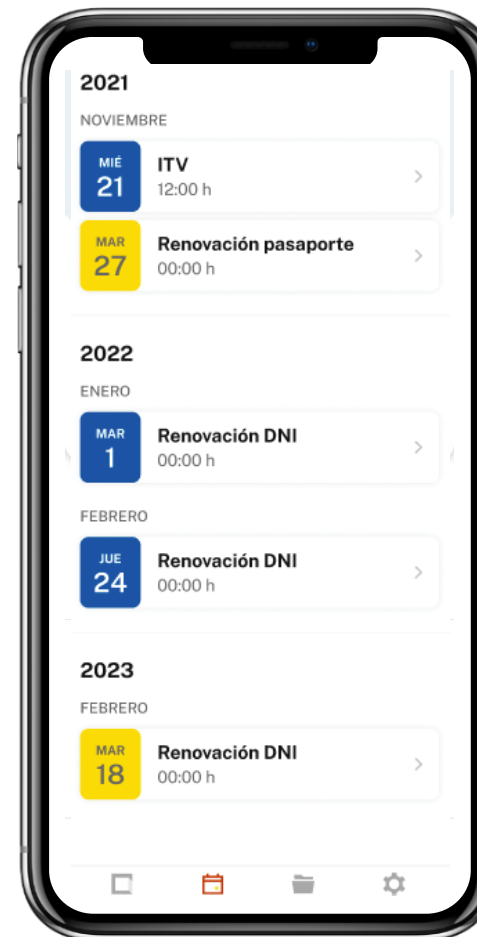 2021
NOVIEMBRE
MIÉ
21
ITV
12:00 h
MAR
27
Renovación pasaporte
00:00 h
2022
ENERO
MAR
1
Renovación DNI
00:00 h
FEBRERO
JUE
24
Renovación DNI
00:00 h
2023
FEBRERO
MAR
18
Renovación DNI
00:00 h